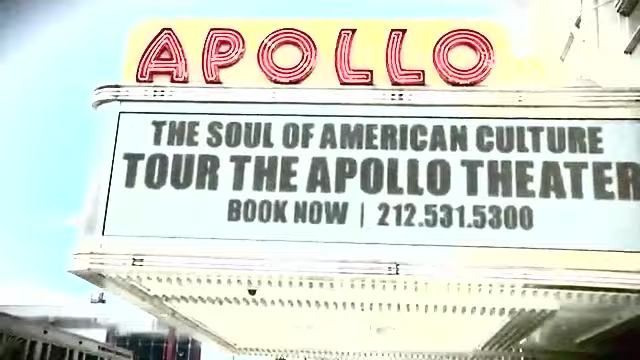 APOLLO
THE SOUL OF AMERICAN CULTURE
TOUR THE APOLLO THEATER
BOOK NOW | 212.531.5300